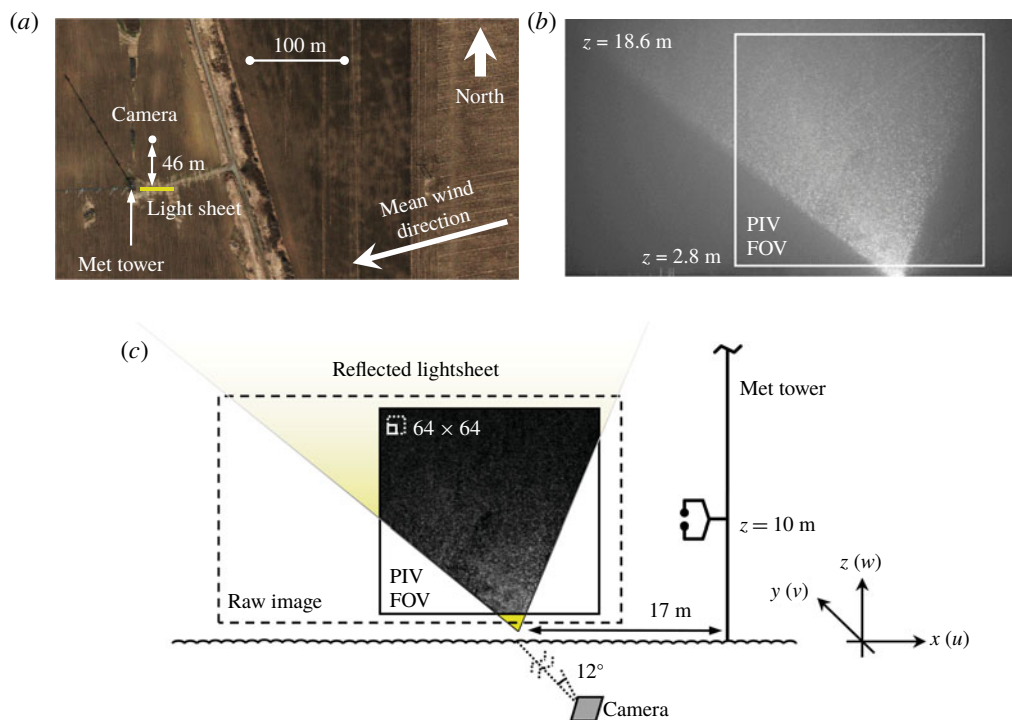 (a)
100 m
North
Camera
46 m
Light sheet
Mean wind
direction
Met tower
(b)
z = 18.6 m
PIV
FOV
z = 2.8 m
(c)
Reflected lightsheet
Met tower
64 × 64
z = 10 m
z (w)
y (v)
x (u)
PIV
FOV
Raw image
17 m
12°
Camera